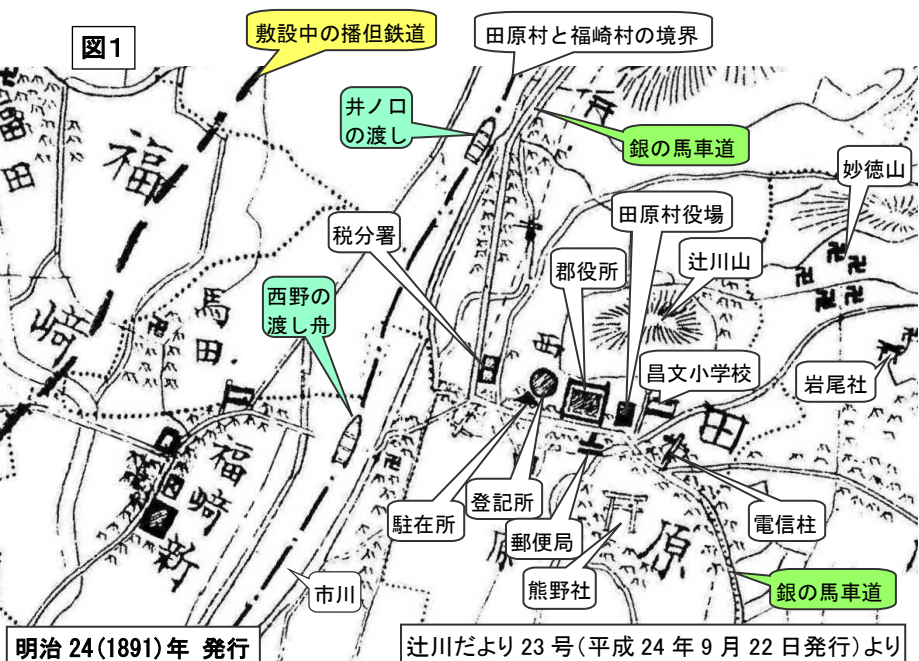 図1
敷設中の播但鉄道
田原村と福崎村の境界
井ノ口
の渡し
銀の馬車道
妙徳山
税分署
田原村役場
郡役所
辻川山
西野の
渡し舟
昌文小学校
岩尾社
駐在所
登記所
郵便局
熊野社
電信柱
市川
銀の馬車道
福
田
福
嵜
馬
田
福
嵜
新
町
田
原
明治 24(1891)年 発行
辻川だより 23 号(平成 24 年 9 月 22 日発行)より